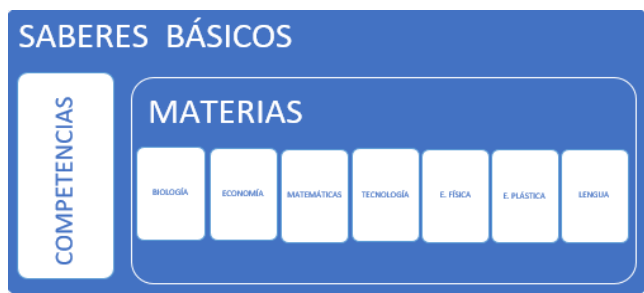 SABERES BÁSICOS
COMPETENCIAS
MATERIAS
BIOLOGÍA
ECONOMÍA
MATEMÁTICAS
TECNOLOGÍA
E. FÍSICA
E. PLÁSTICA
LENGUA